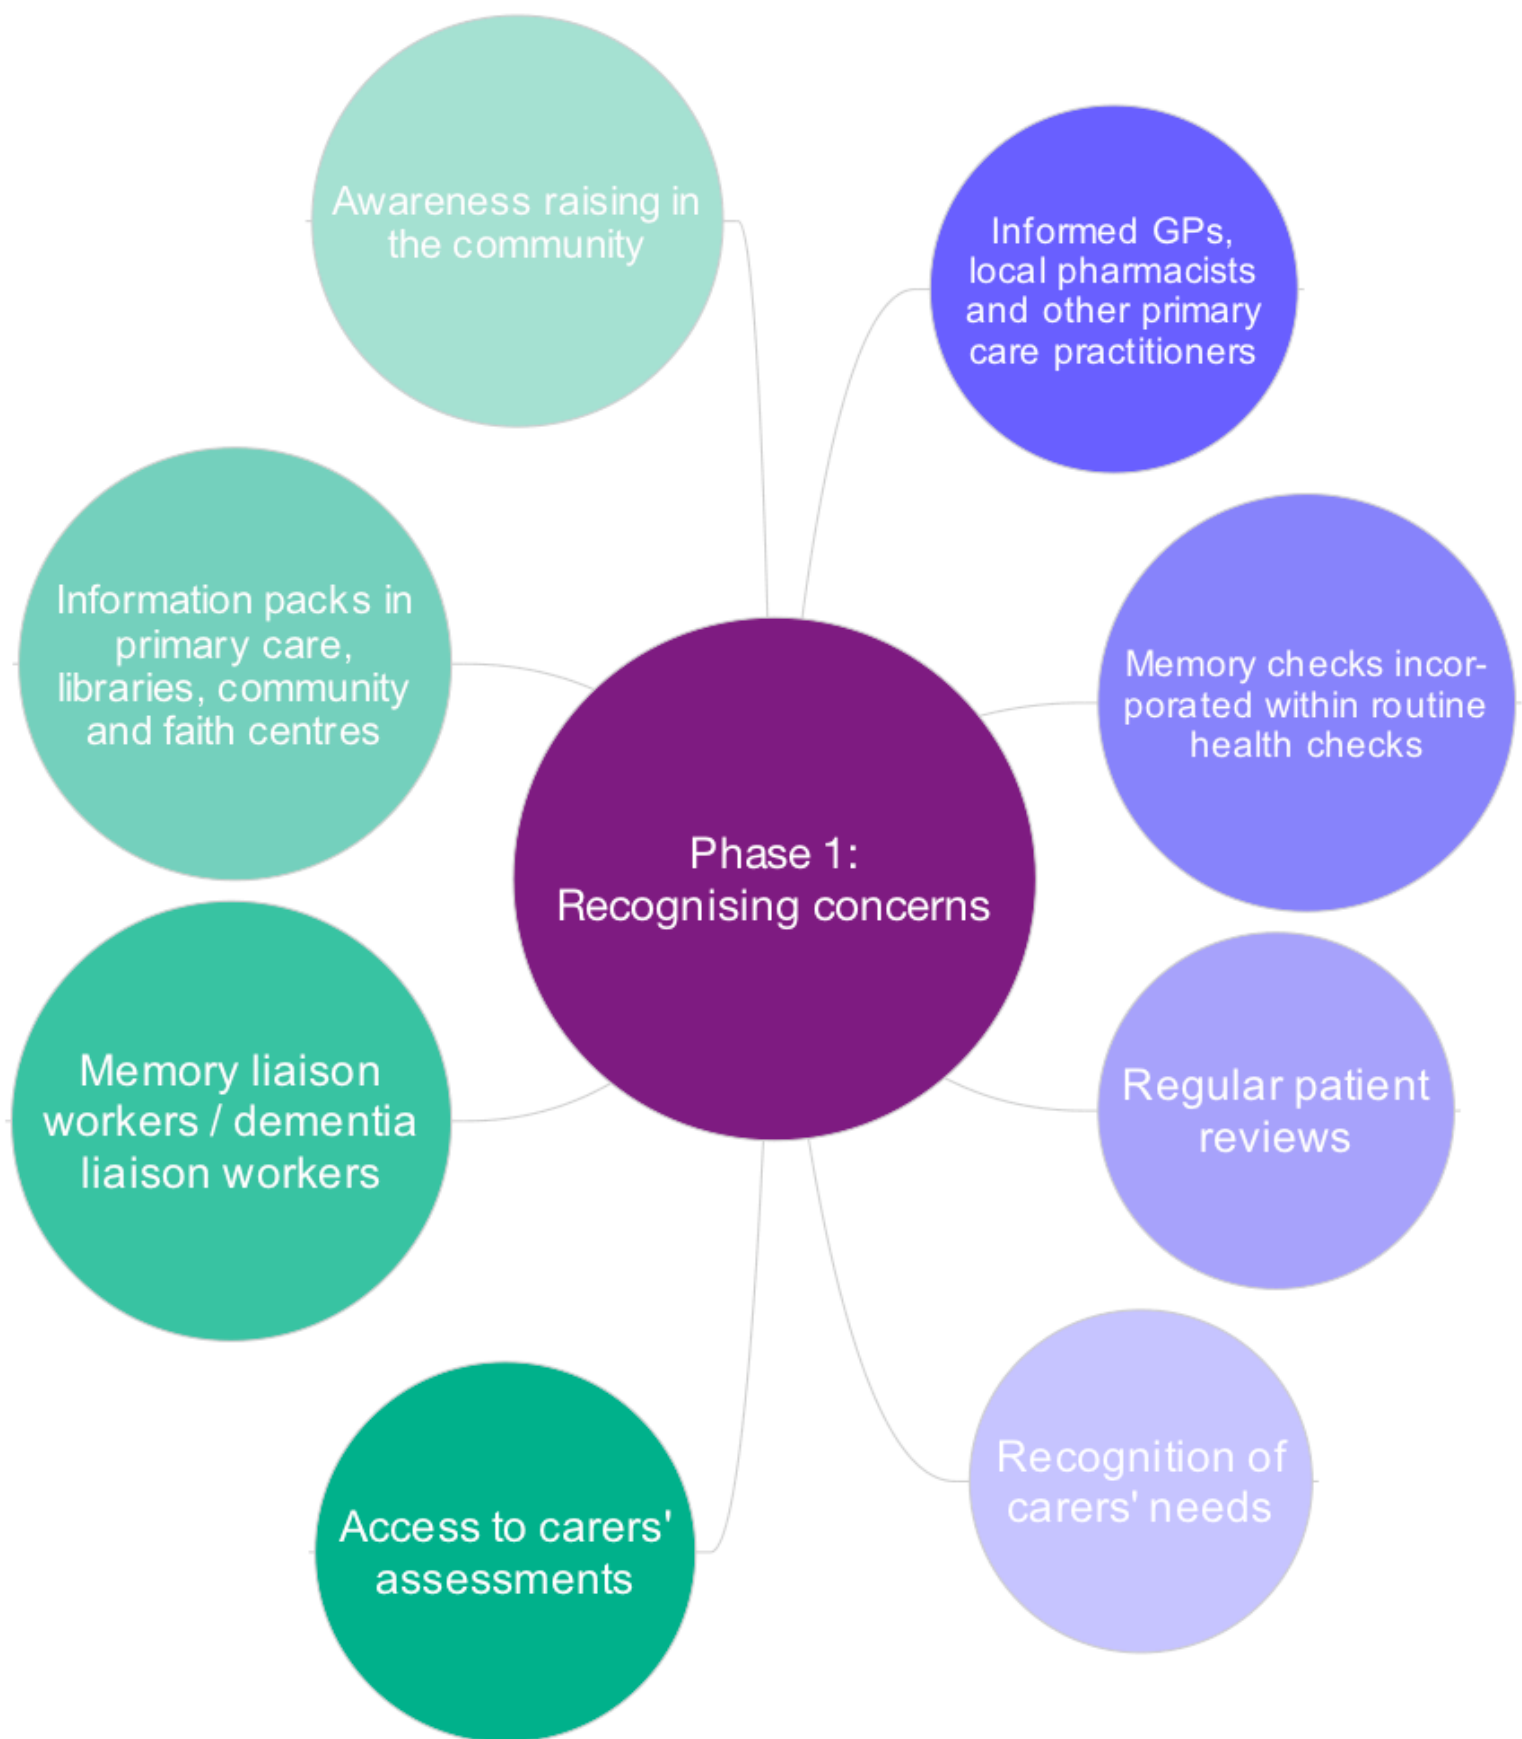 Awareness raising in
the community
Informed GPs,
local pharmacists
and other primary
care practitioners
Information packs in
primary care,
libraries, community
and faith centres
Memory checks incor-
porated within routine
health checks
Phase 1:
Recognising concerns
Memory liaison
workers / dementia
liaison workers
Regular patient
reviews
Access to carers'
assessments
Recognition of
carers' needs